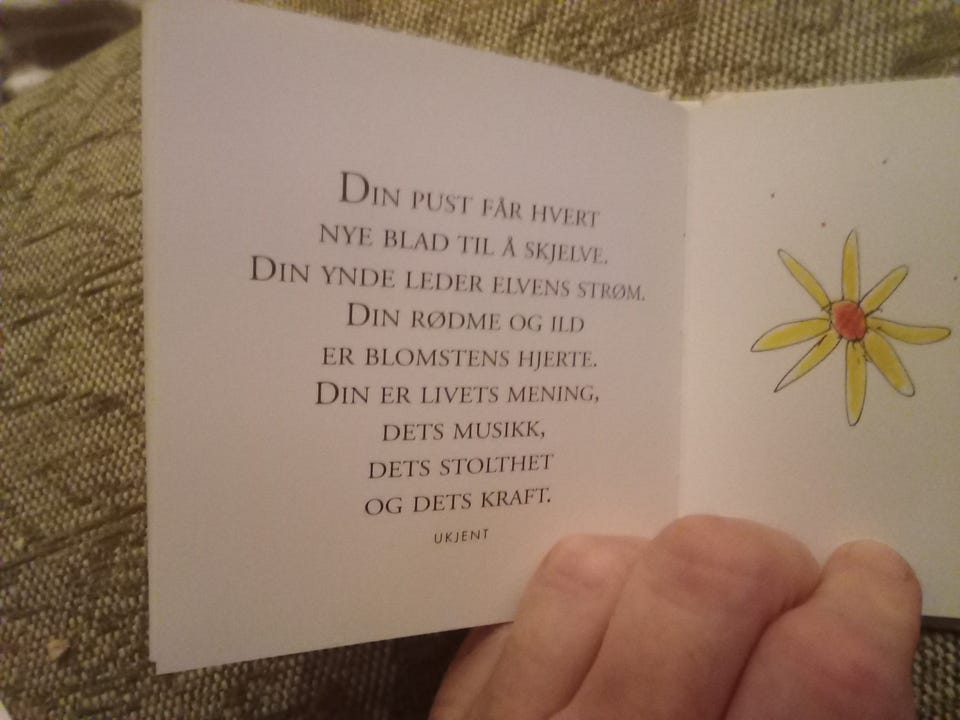 DIN PUST FÅR HVERT
NYE BLAD TIL Å SKJELVE.
DIN YNDE LEDER ELVENS STRØM.
DIN RØDME OG ILD
ER BLOMSTENS HJERTE.
DIN ER LIVETS MENING,
DETS MUSIKK,
DETS STOLTHET
OG DETS KRAFT.
UKJENT